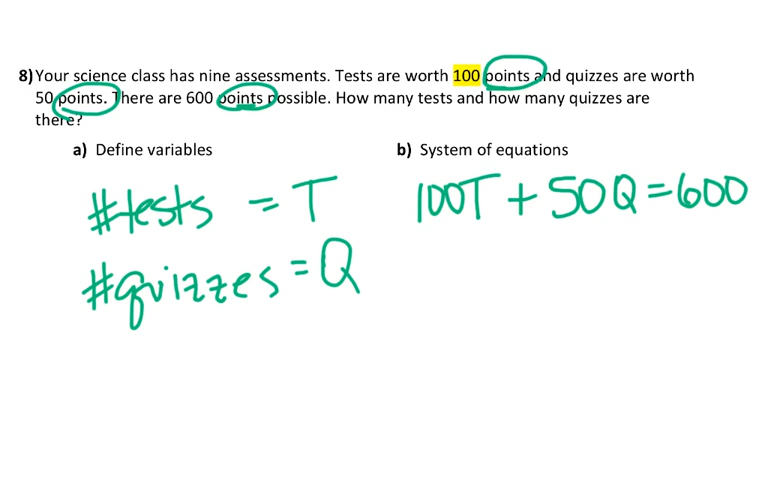 8) Your science class has nine assessments. Tests are worth 100 points and quizzes are worth
50 points. There are 600 points possible. How many tests and how many quizzes are
there?
a) Define variables
b) System of equations
#tests = T
100T + 50Q = 600
#quizzes = Q